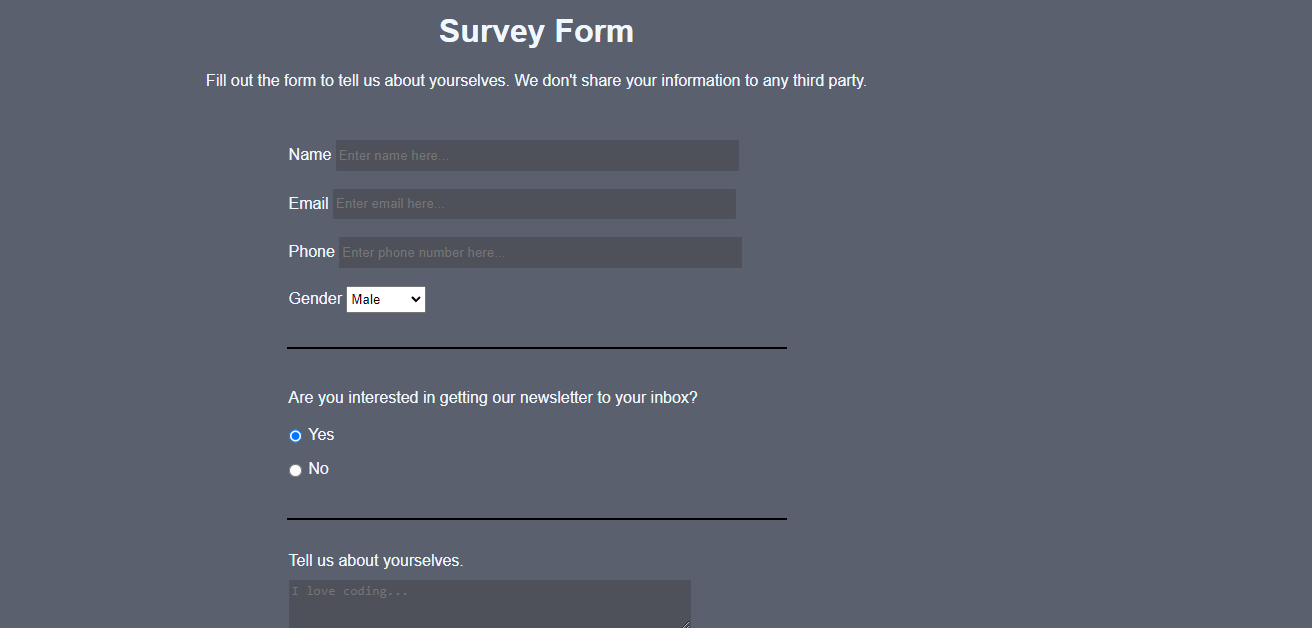 Survey Form
Fill out the form to tell us about yourselves. We don't share your information to any third party.
Name Enter name here...
Email Enter email here...
Phone Enter phone number here...
Gender Male
Are you interested in getting our newsletter to your inbox?
Yes
No
Tell us about yourselves.
I love coding...